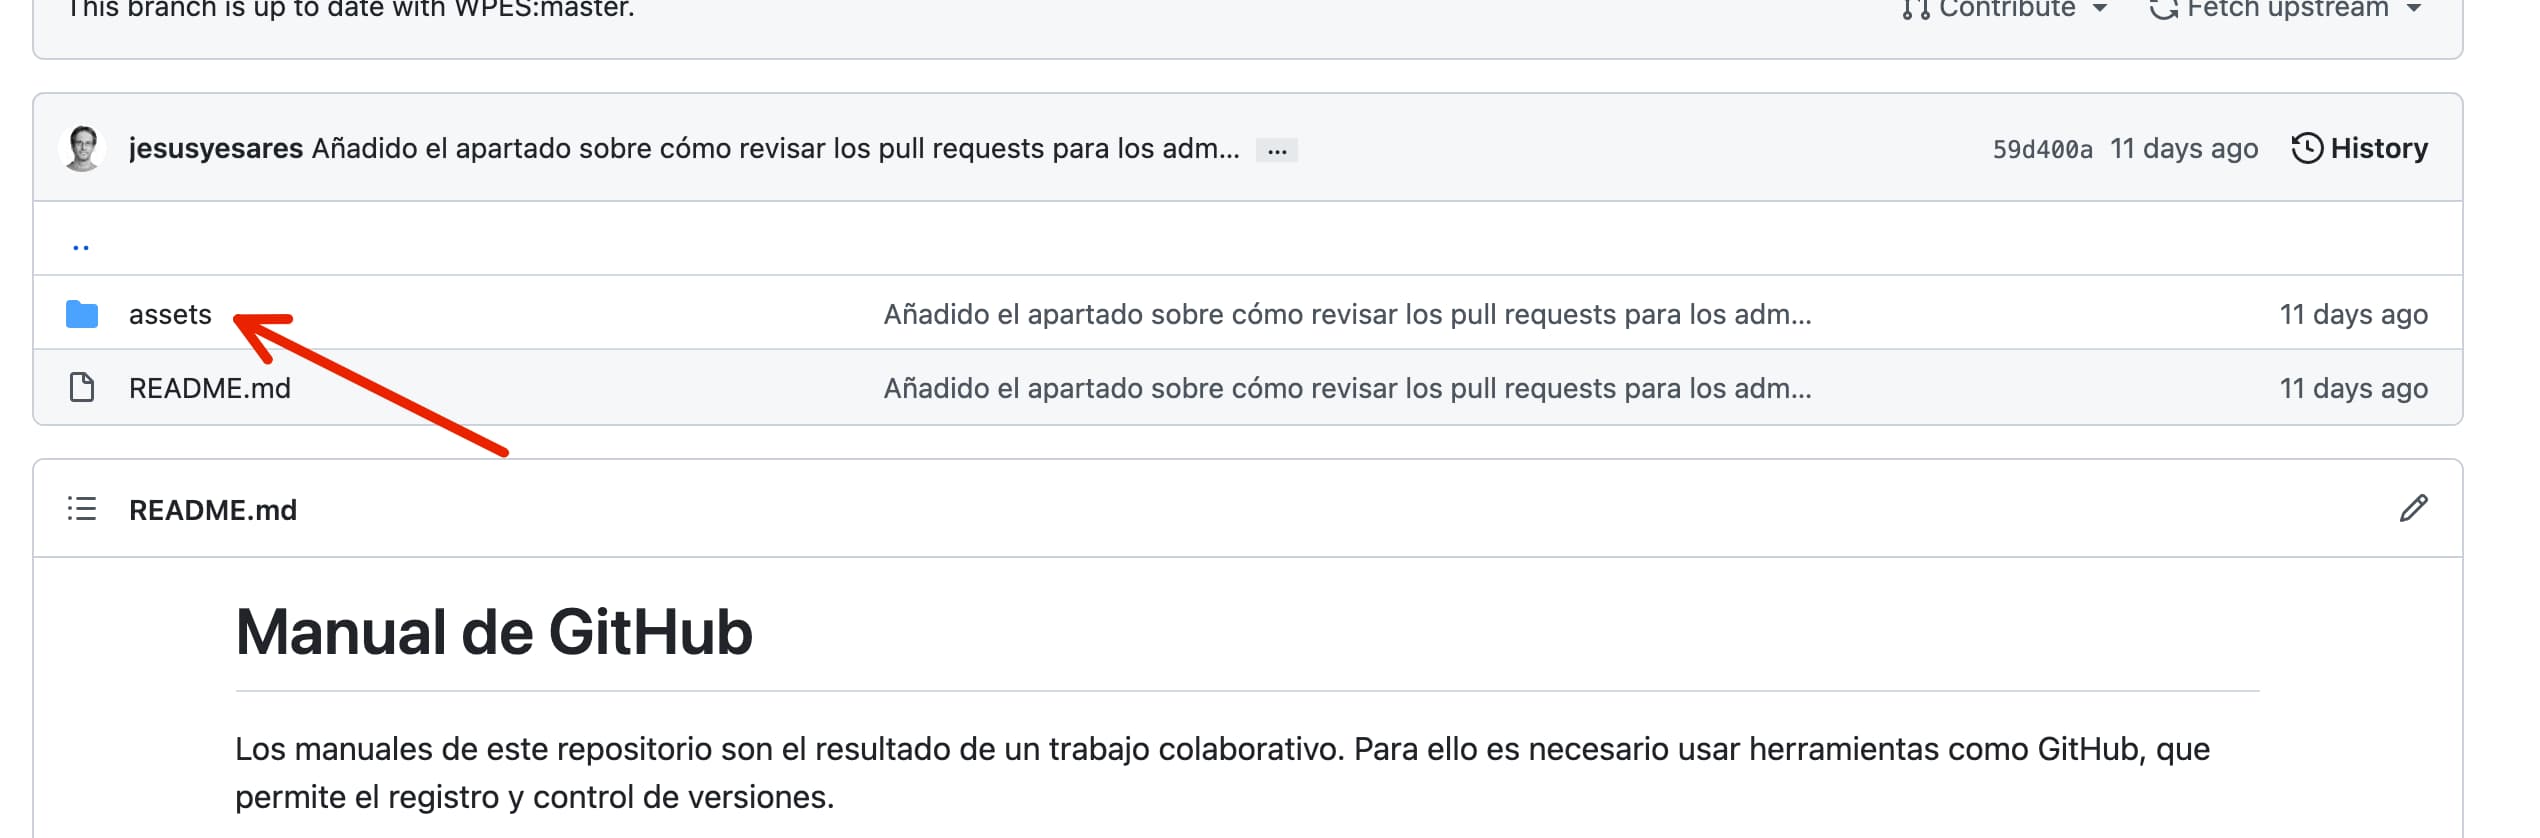 This branch is up to date with WPES:master.
Contribute Fetch upstream
jesusyesares Añadido el apartado sobre cómo revisar los pull requests para los adm... ...
59d400a 11 days ago History
..
assets Añadido el apartado sobre cómo revisar los pull requests para los adm... 11 days ago
README.md Añadido el apartado sobre cómo revisar los pull requests para los adm... 11 days ago
README.md
Manual de GitHub
Los manuales de este repositorio son el resultado de un trabajo colaborativo. Para ello es necesario usar herramientas como GitHub, que
permite el registro y control de versiones.